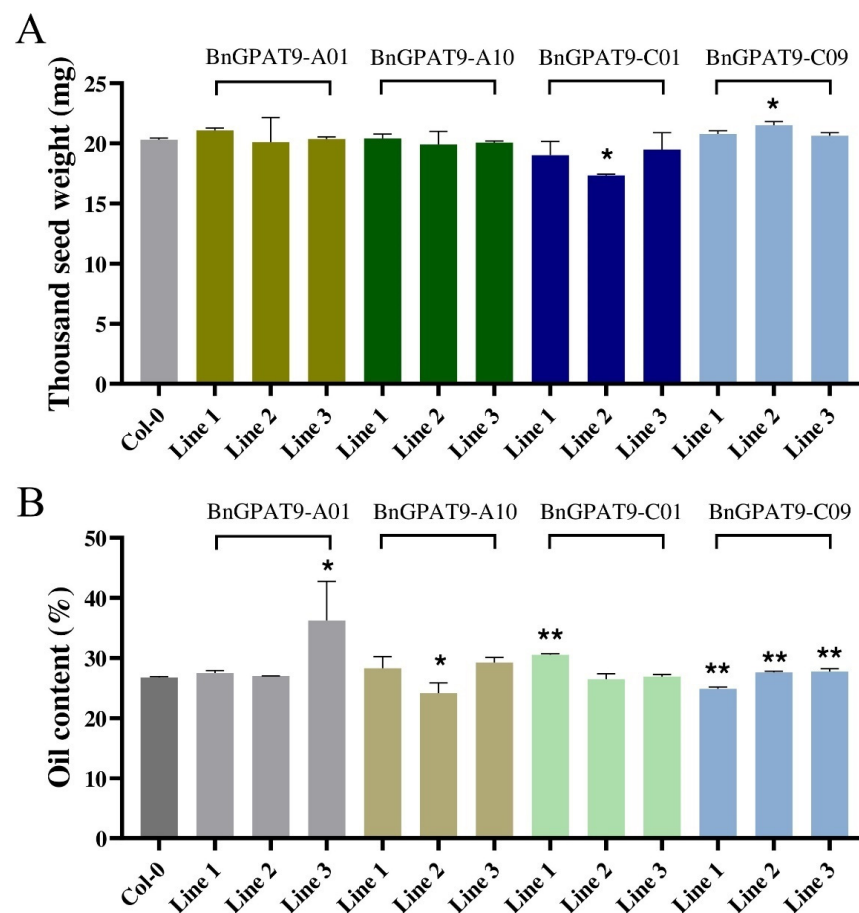 A
BnGPAT9-A01 BnGPAT9-A10 BnGPAT9-C01 BnGPAT9-C09
Thousand seed weight (mg)
25
20
15
10
5
0
* *
Col-0 Line 1 Line 2 Line 3 Line 1 Line 2 Line 3 Line 1 Line 2 Line 3 Line 1 Line 2 Line 3
B
BnGPAT9-A01 BnGPAT9-A10 BnGPAT9-C01 BnGPAT9-C09
Oil content (%)
50
40
30
20
10
0
* * ** ** ** **
Col-0 Line 1 Line 2 Line 3 Line 1 Line 2 Line 3 Line 1 Line 2 Line 3 Line 1 Line 2 Line 3